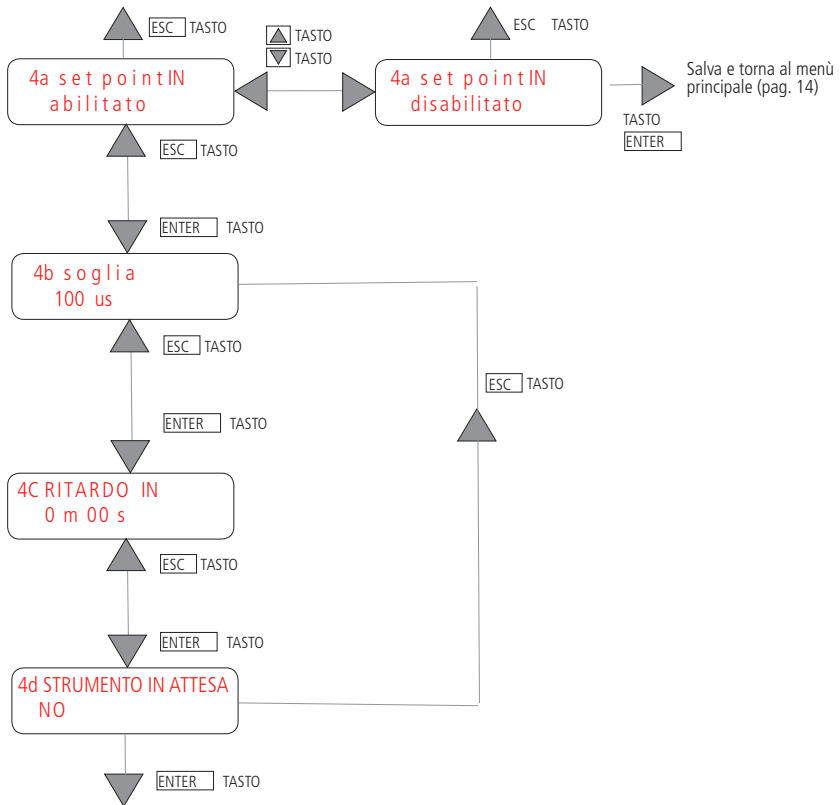 ESC TASTO
TASTO
TASTO
ESC TASTO
4a set point IN
abilitato
4a set point IN
disabilitato
Salva e torna al menù
principale (pag. 14)
TASTO
ENTER
ESC TASTO
ENTER TASTO
4b soglia
100 us
ESC TASTO
ESC TASTO
ENTER TASTO
4C RITARDO IN
0 m 00 s
ESC TASTO
ENTER TASTO
4d STRUMENTO IN ATTESA
NO
ENTER TASTO